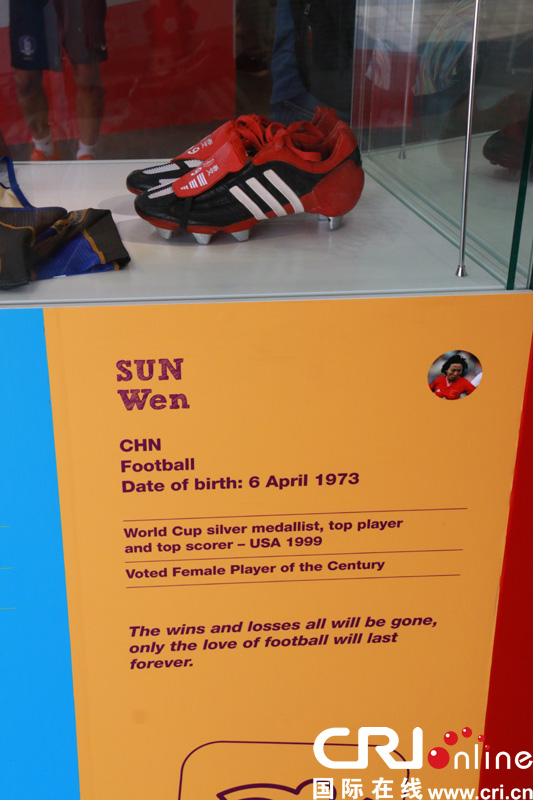 SUN
Wen
CHN
Football
Date of birth: 6 April 1973
World Cup silver medallist, top player
and top scorer – USA 1999
Voted Female Player of the Century
The wins and losses all will be gone,
only the love of football will last
forever.
CRI online
国际在线 www.cri.cn